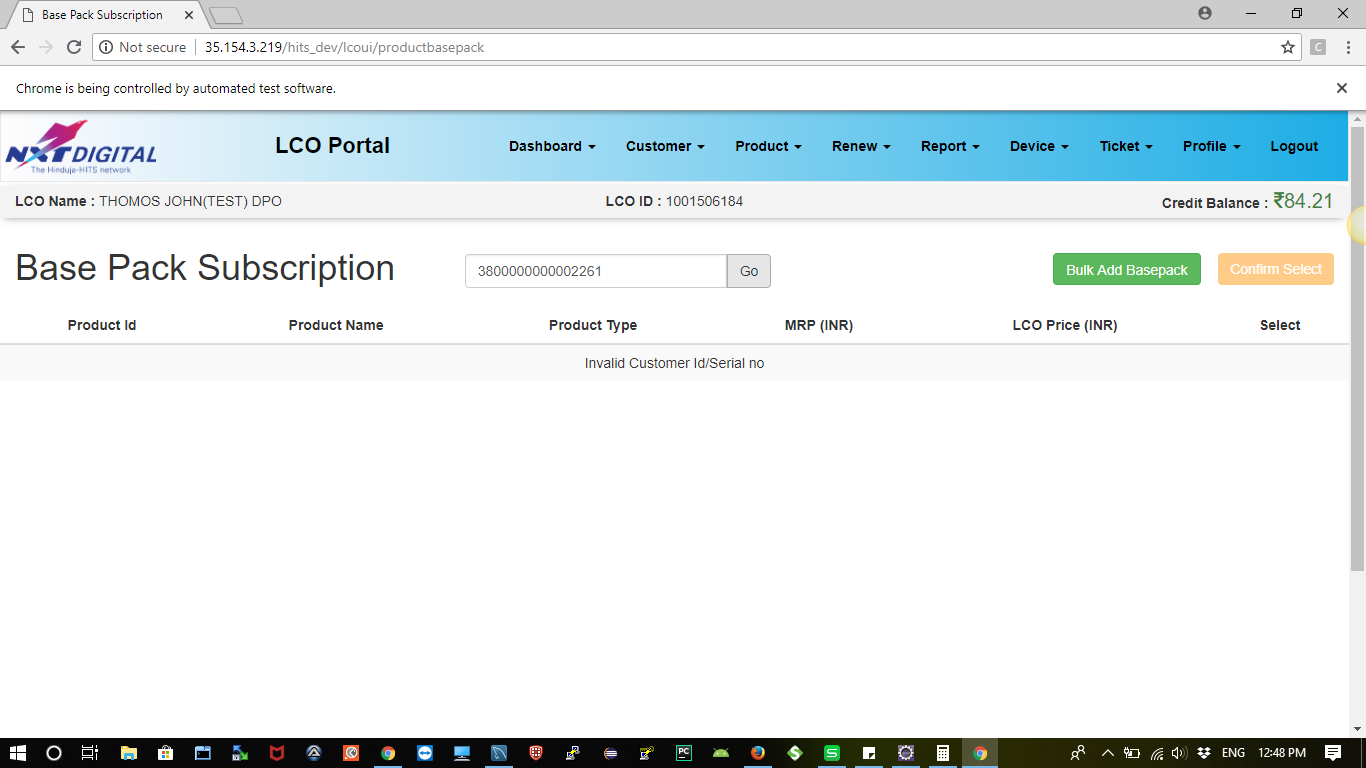 Base Pack Subscription
Not secure 35.154.3.219/hits_dev/lcoui/productbasepack
C
Chrome is being controlled by automated test software.
NXTDIGITAL
The Hinduja-HITS network
LCO Portal
Dashboard Customer Product Renew Report Device Ticket Profile Logout
LCO Name : THOMOS JOHN(TEST) DPO LCO ID : 1001506184 Credit Balance : ₹84.21
Base Pack Subscription 3800000000002261 Go Bulk Add Basepack Confirm Select
Product Id Product Name Product Type MRP (INR) LCO Price (INR) Select
Invalid Customer Id/Serial no
PC S ENG 12:48 PM